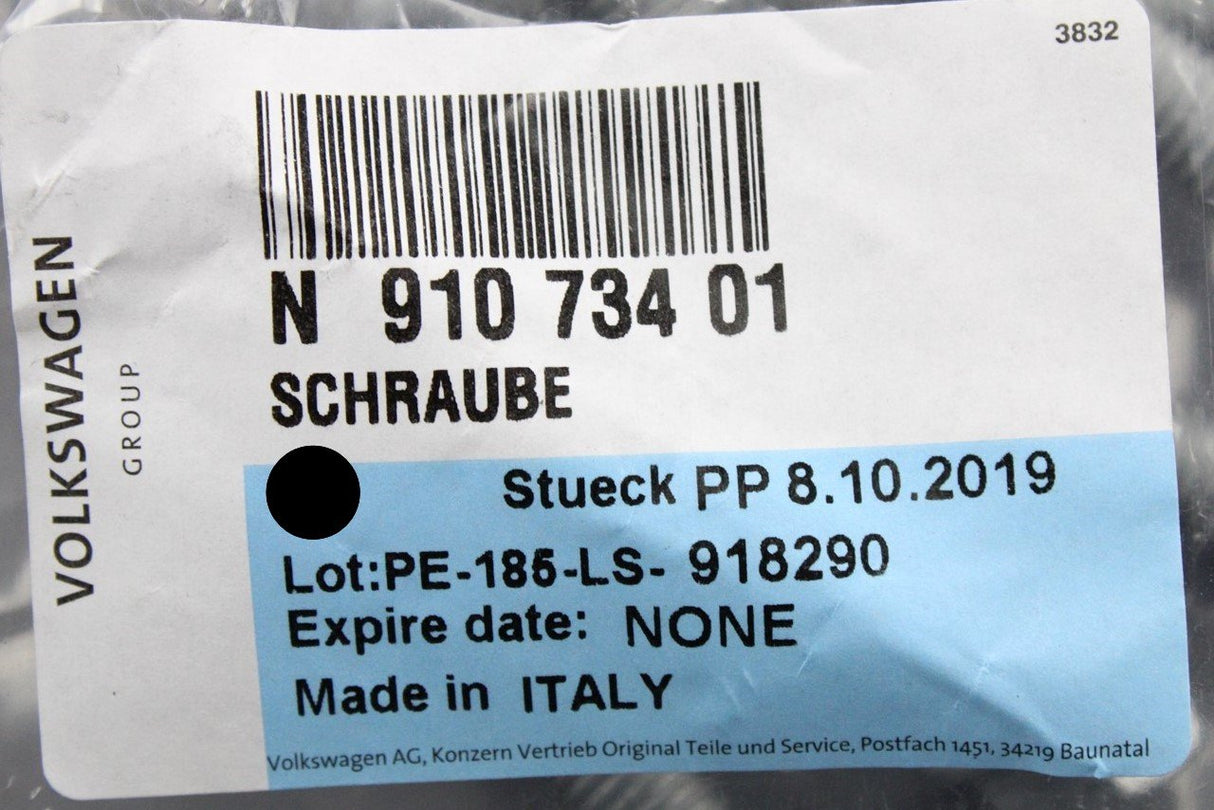 3832
VOLKSWAGEN
GROUP
N 910 734 01
SCHRAUBE
Stueck PP 8.10.2019
Lot:PE-185-LS- 918290
Expire date: NONE
Made in ITALY
Volkswagen AG, Konzern Vertrieb Original Teile und Service, Postfach 1451, 34219 Baunatal